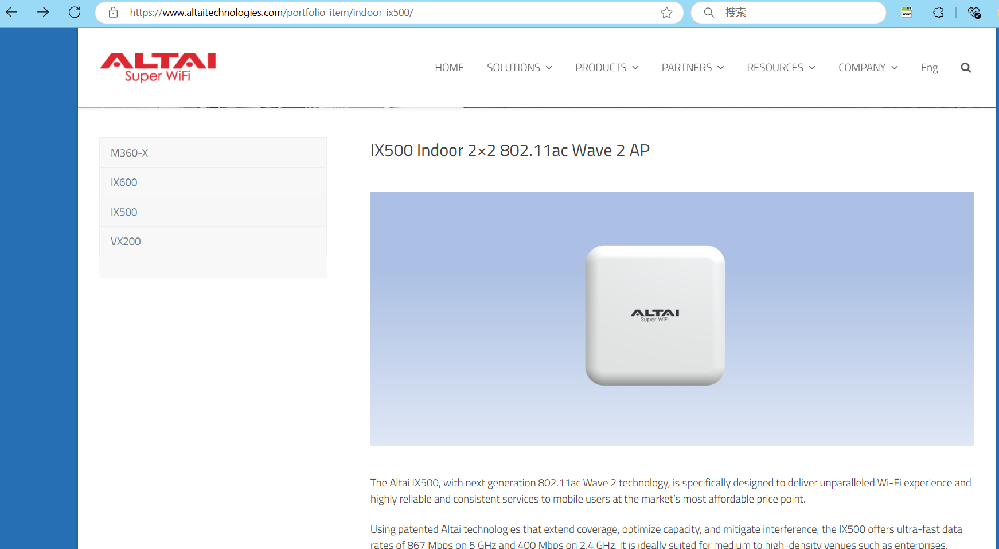 https://www.altaitechnologies.com/portfolio-item/indoor-ix500/
搜索
ALTAI
Super WiFi
HOME
SOLUTIONS
PRODUCTS
PARTNERS
RESOURCES
COMPANY
Eng
M360-X
IX600
IX500
VX200
IX500 Indoor 2×2 802.11ac Wave 2 AP
ALTAI
Super WiFi
The Altai IX500, with next generation 802.11ac Wave 2 technology, is specifically designed to deliver unparalleled Wi-Fi experience and
highly reliable and consistent services to mobile users at the market’s most affordable price point.
Using patented Altai technologies that extend coverage, optimize capacity, and mitigate interference, the IX500 offers ultra-fast data
rates of 867 Mbps on 5 GHz and 400 Mbps on 2.4 GHz. It is ideally suited for medium to high-density venues such as enterprises,